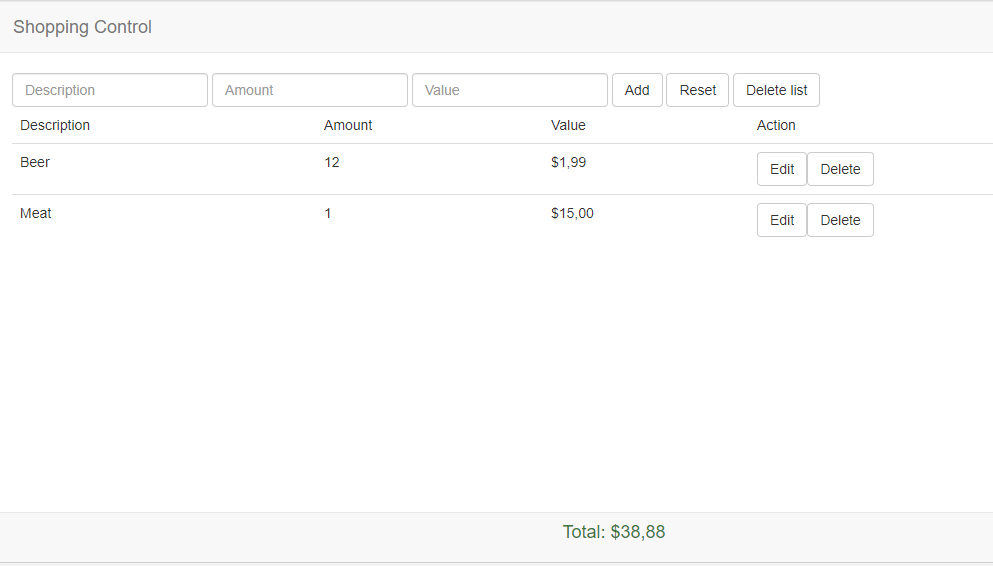 Shopping Control
Description Amount Value Add Reset Delete list
Description Amount Value Action
Beer 12 $1,99 Edit Delete
Meat 1 $15,00 Edit Delete
Total: $38,88